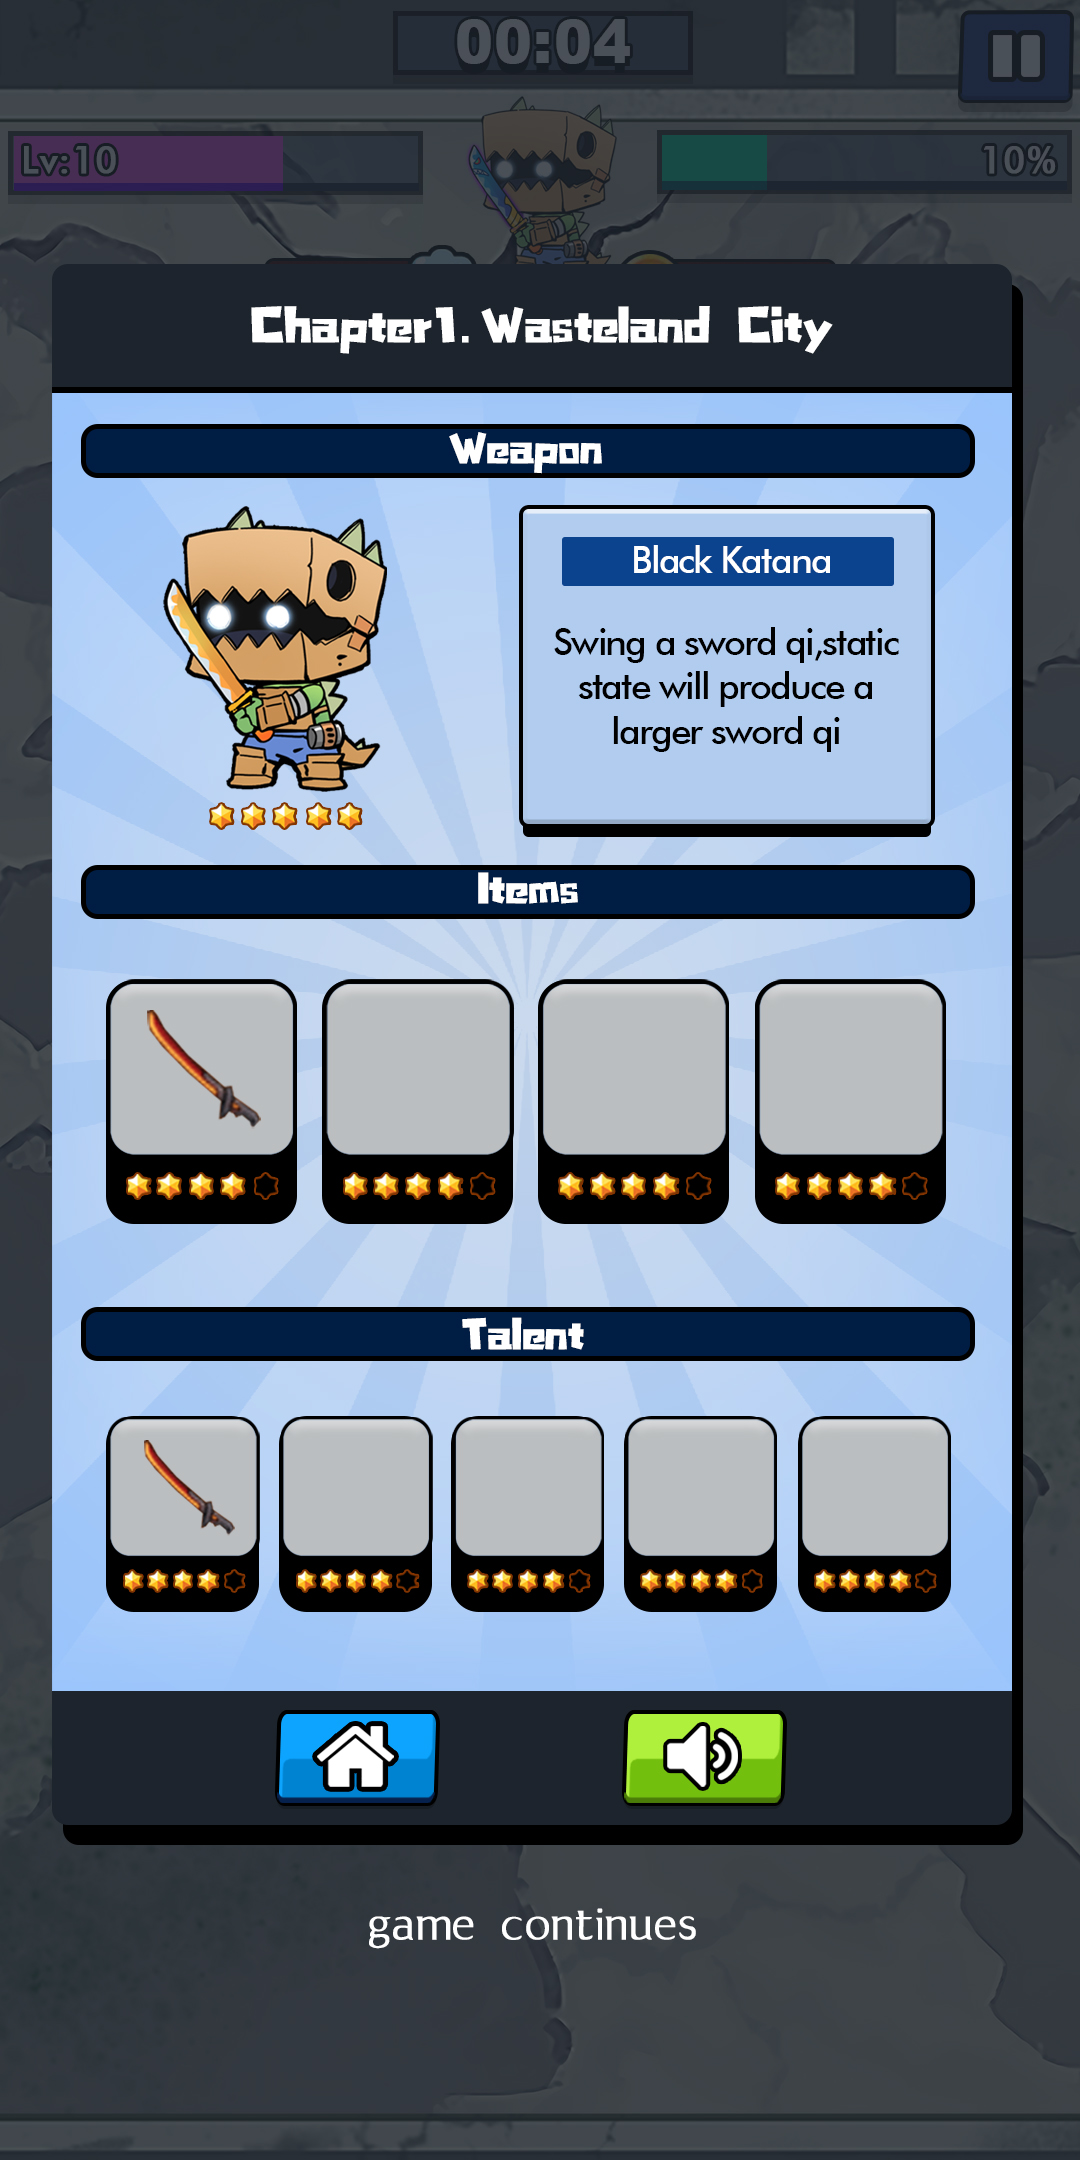 00:04
Lv:10
10%
Chapter1. Wasteland City
Weapon
Black Katana
Swing a sword qi,static
state will produce a
larger sword qi
Items
Talent
game continues